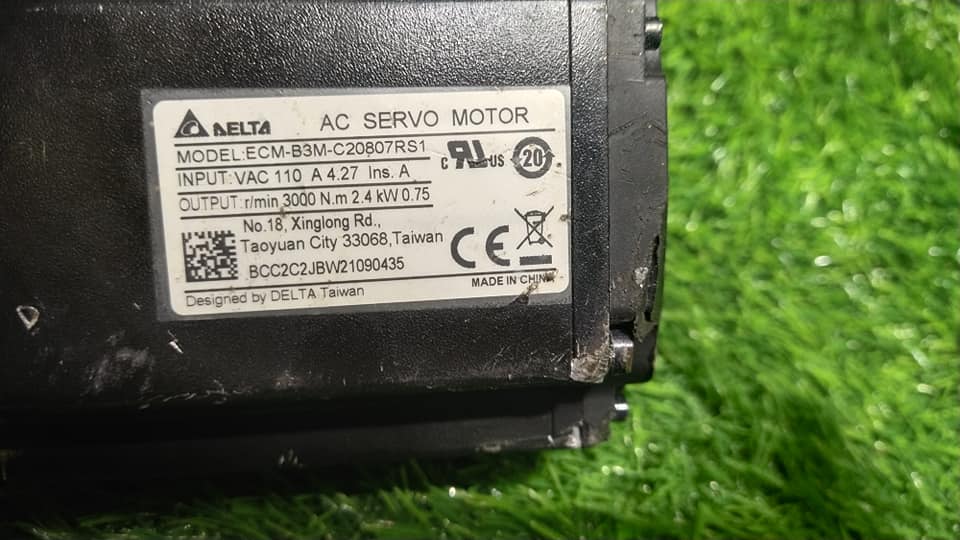 DELTA AC SERVO MOTOR
MODEL:ECM-B3M-C20807RS1
INPUT:VAC 110 A 4.27 Ins. A
OUTPUT:r/min 3000 N.m 2.4 kW 0.75
C RU US 20
No.18, Xinglong Rd.,
Taoyuan City 33068,Taiwan
BCC2C2JBW21090435
CE
MADE IN CHINA
Designed by DELTA Taiwan